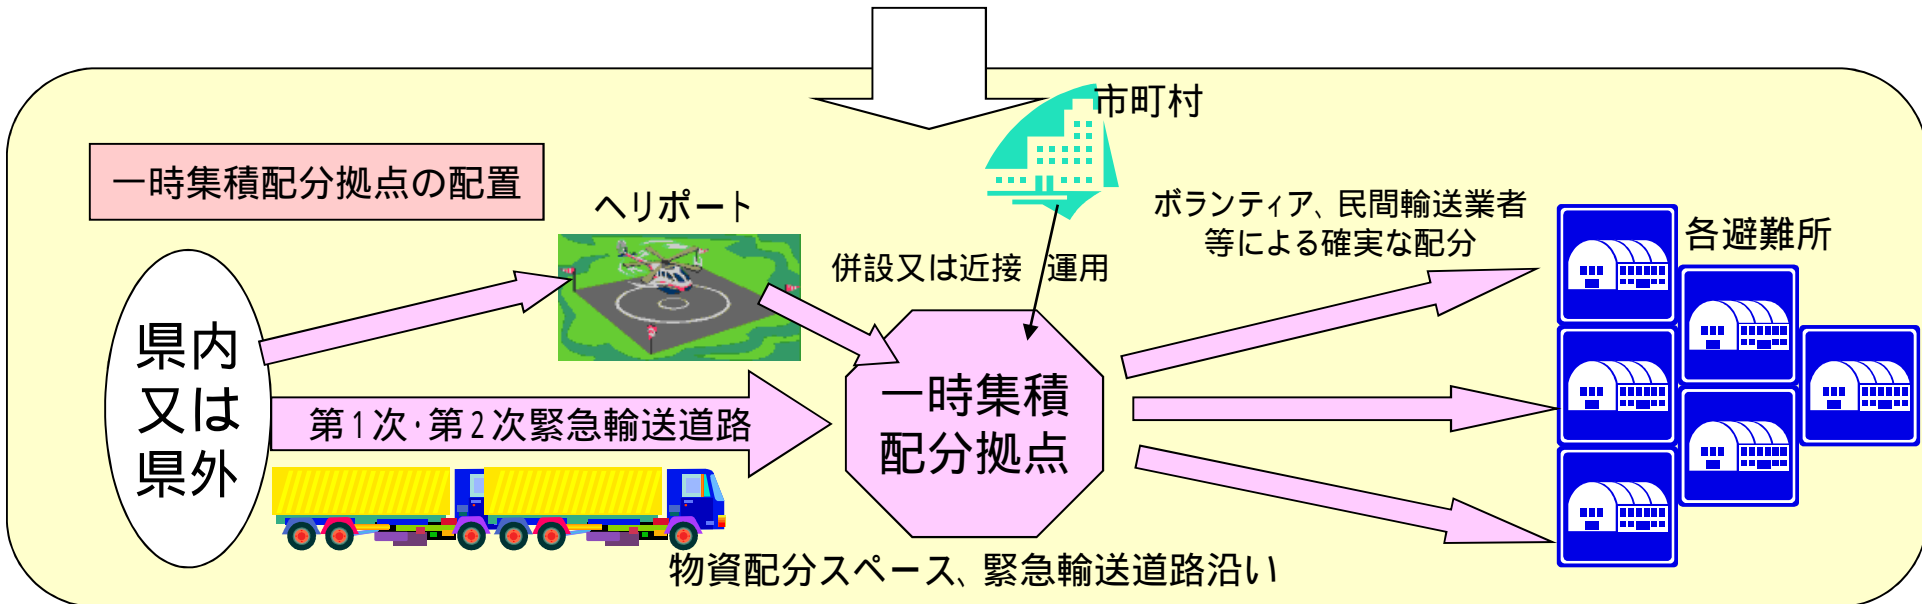 市町村
一時集積配分拠点の配置
ヘリポート
ボランティア、民間輸送業者
等による確実な配分
各避難所
併設又は近接
運用
県内
又は
県外
第1次・第2次緊急輸送道路
一時集積
配分拠点
物資配分スペース、緊急輸送道路沿い